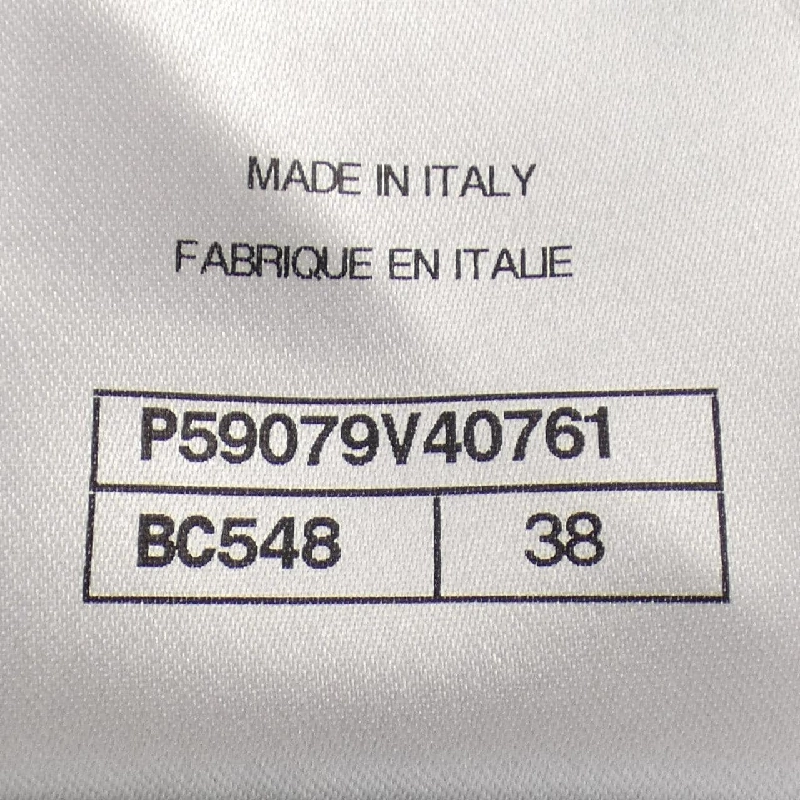 MADE IN ITALY
FABRIQUE EN ITALIE
P59079V40761
BC548 38